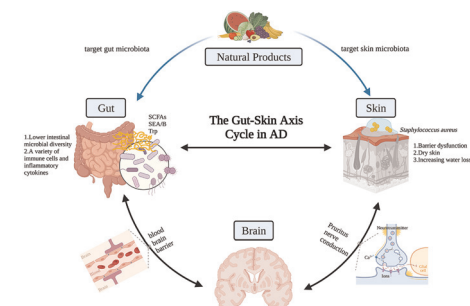 target gut microbiota
target skin microbiota
Natural Products
Gut
Skin
SCFAs
SEA/B
Trp
The Gut-Skin Axis
Cycle in AD
Staphylococcus aureus
1.Lower intestinal
microbial diversity
2.A variety of
immune cells and
inflammatory
cytokines
1.Barrier dysfunction
2.Dry skin
3.Increasing water loss
blood
brain
barrier
Brain
Pruritus
nerve
conduction
Ca²⁺